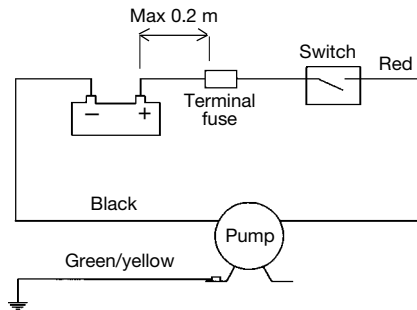 Max 0.2 m
Switch
Red
− +
Terminal
fuse
Black
Pump
Green/yellow